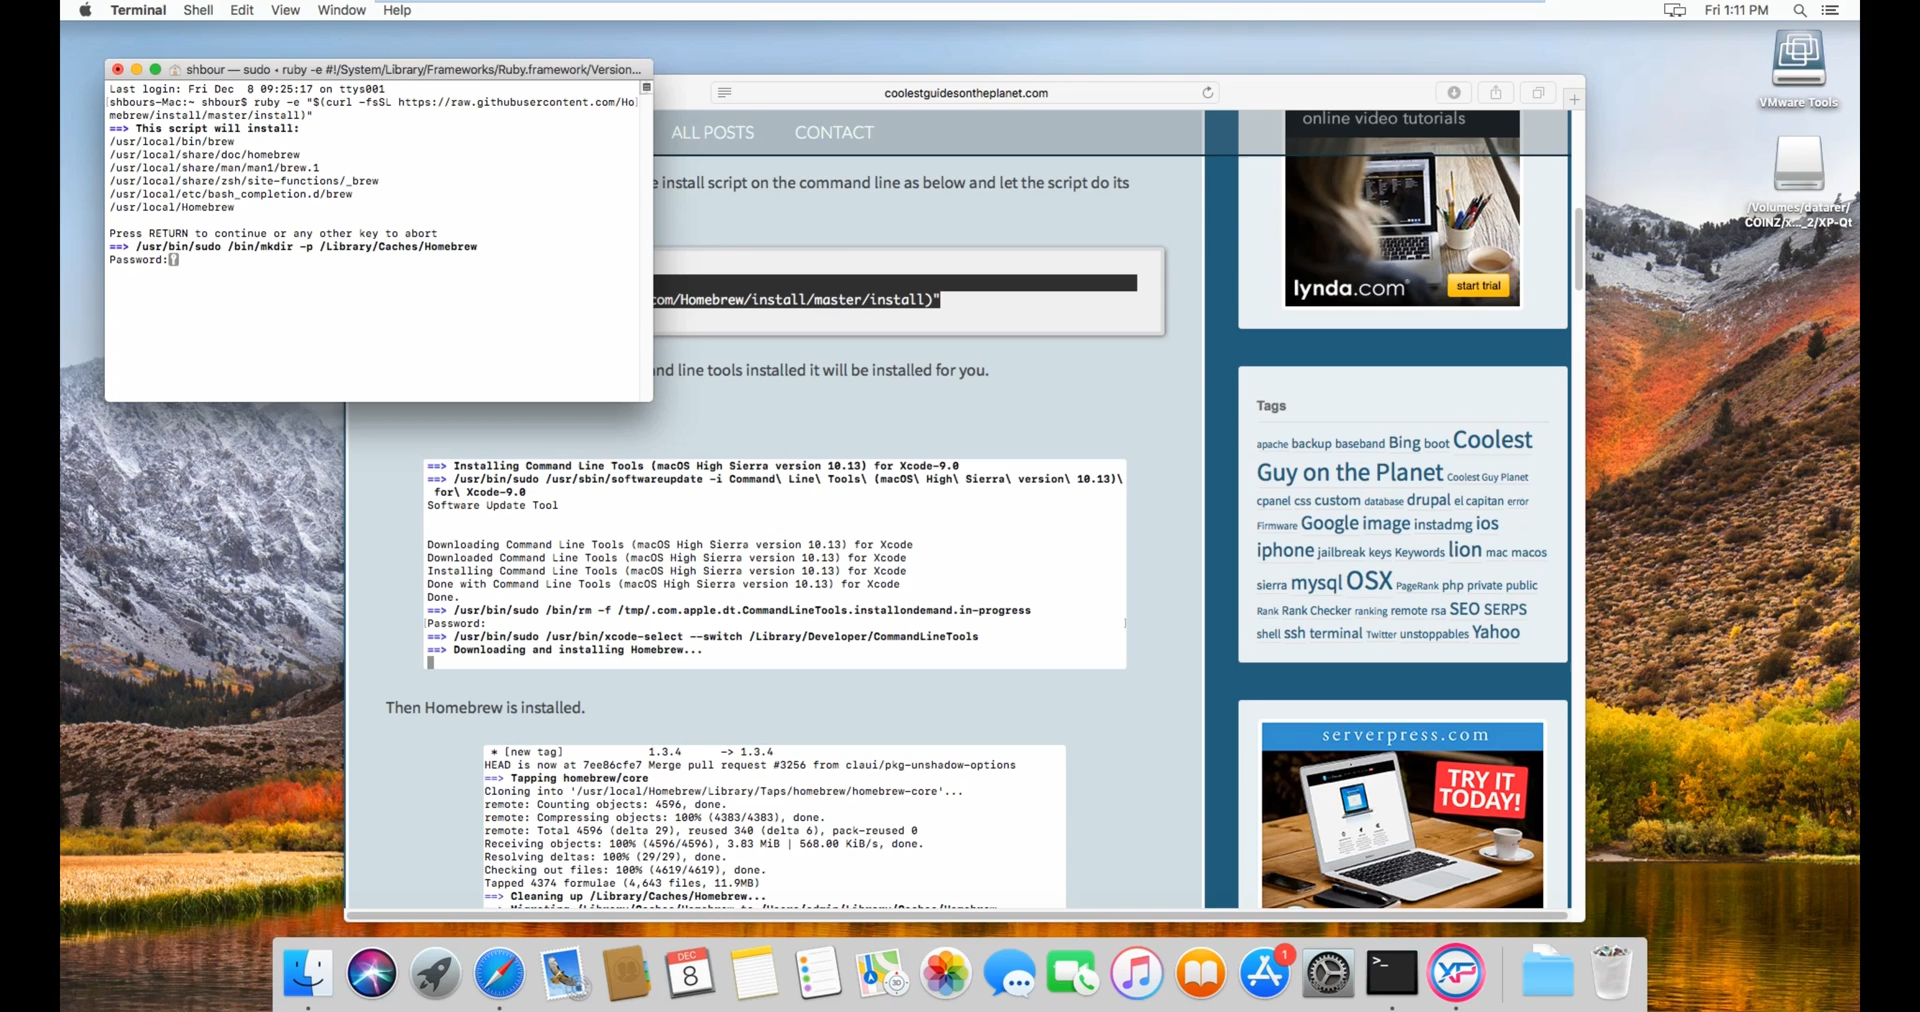 Terminal Shell Edit View Window Help
Fri 1:11 PM
shbour — sudo • ruby -e #!/System/Library/Frameworks/Ruby.framework/Version...
Last login: Fri Dec  8 09:25:17 on ttys001
[shbours-Mac:~ shbour$ ruby -e "$(curl -fsSL https://raw.githubusercontent.com/Ho]
mebrew/install/master/install)"
==> This script will install:
/usr/local/bin/brew
/usr/local/share/doc/homebrew
/usr/local/share/man/man1/brew.1
/usr/local/share/zsh/site-functions/_brew
/usr/local/etc/bash_completion.d/brew
/usr/local/Homebrew
Press RETURN to continue or any other key to abort
==> /usr/bin/sudo /bin/mkdir -p /Library/Caches/Homebrew
Password:
coolestguidesontheplanet.com
ALL POSTS CONTACT
e install script on the command line as below and let the script do its
com/Homebrew/install/master/install)"
nd line tools installed it will be installed for you.
==> Installing Command Line Tools (macOS High Sierra version 10.13) for Xcode-9.0
==> /usr/bin/sudo /usr/sbin/softwareupdate -i Command\ Line\ Tools\ (macOS\ High\ Sierra\ version\ 10.13)\
for\ Xcode-9.0
Software Update Tool
Downloading Command Line Tools (macOS High Sierra version 10.13) for Xcode
Downloaded Command Line Tools (macOS High Sierra version 10.13) for Xcode
Installing Command Line Tools (macOS High Sierra version 10.13) for Xcode
Done with Command Line Tools (macOS High Sierra version 10.13) for Xcode
Done.
==> /usr/bin/sudo /bin/rm -f /tmp/.com.apple.dt.CommandLineTools.installondemand.in-progress
[Password: ]
==> /usr/bin/sudo /usr/bin/xcode-select --switch /Library/Developer/CommandLineTools
==> Downloading and installing Homebrew...
Then Homebrew is installed.
* [new tag]             1.3.4      -> 1.3.4
HEAD is now at 7ee86cfe7 Merge pull request #3256 from claui/pkg-unshadow-options
==> Tapping homebrew/core
Cloning into '/usr/local/Homebrew/Library/Taps/homebrew/homebrew-core'...
remote: Counting objects: 4596, done.
remote: Compressing objects: 100% (4383/4383), done.
remote: Total 4596 (delta 29), reused 340 (delta 6), pack-reused 0
Receiving objects: 100% (4596/4596), 3.83 MiB | 568.00 KiB/s, done.
Resolving deltas: 100% (29/29), done.
Checking out files: 100% (4619/4619), done.
Tapped 4374 formulae (4,643 files, 11.9MB)
==> Cleaning up /Library/Caches/Homebrew...
==> Migrating /Library/Caches/Homebrew to /Users/admin/Library/Caches/Homebrew
online video tutorials
lynda.com®
start trial
Tags
apache backup baseband Bing boot Coolest
Guy on the Planet Coolest Guy Planet
cpanel css custom database drupal el capitan error
Firmware Google image instadmg ios
iphone jailbreak keys Keywords lion mac macos
sierra mysql OSX PageRank php private public
Rank Rank Checker ranking remote rsa SEO SERPS
shell ssh terminal Twitter unstoppables Yahoo
serverpress.com
TRY IT
TODAY!
VMware Tools
/Volumes/datarer/
COINZ/x..._2/XP-Qt
DEC
8
3D
1
>_
XP